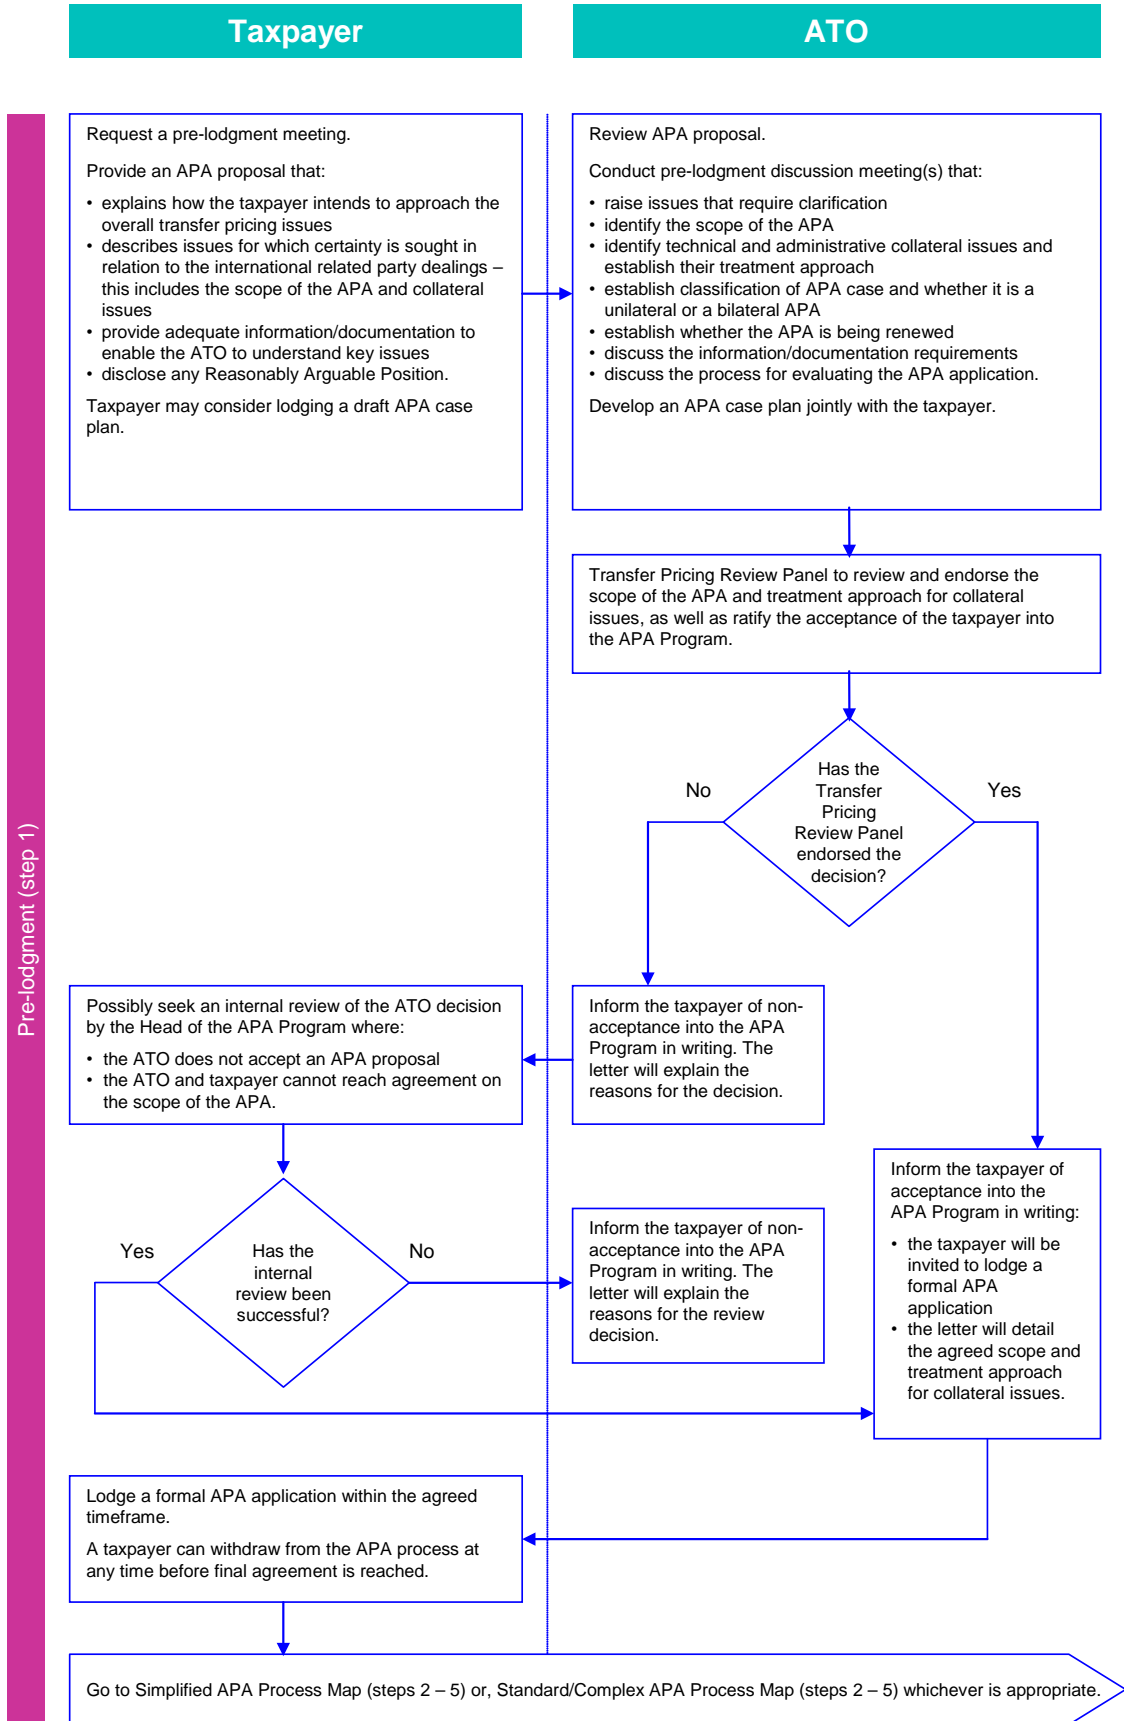 Taxpayer
ATO
Pre-lodgment (step 1)
Request a pre-lodgment meeting.
Provide an APA proposal that:
• explains how the taxpayer intends to approach the
overall transfer pricing issues
• describes issues for which certainty is sought in
relation to the international related party dealings –
this includes the scope of the APA and collateral
issues
• provide adequate information/documentation to
enable the ATO to understand key issues
• disclose any Reasonably Arguable Position.
Taxpayer may consider lodging a draft APA case
plan.
Review APA proposal.
Conduct pre-lodgment discussion meeting(s) that:
• raise issues that require clarification
• identify the scope of the APA
• identify technical and administrative collateral issues and
establish their treatment approach
• establish classification of APA case and whether it is a
unilateral or a bilateral APA
• establish whether the APA is being renewed
• discuss the information/documentation requirements
• discuss the process for evaluating the APA application.
Develop an APA case plan jointly with the taxpayer.
Transfer Pricing Review Panel to review and endorse the
scope of the APA and treatment approach for collateral
issues, as well as ratify the acceptance of the taxpayer into
the APA Program.
No
Has the
Transfer
Pricing
Review Panel
endorsed the
decision?
Yes
Possibly seek an internal review of the ATO decision
by the Head of the APA Program where:
• the ATO does not accept an APA proposal
• the ATO and taxpayer cannot reach agreement on
the scope of the APA.
Inform the taxpayer of non-
acceptance into the APA
Program in writing. The
letter will explain the
reasons for the decision.
Inform the taxpayer of
acceptance into the
APA Program in writing:
• the taxpayer will be
invited to lodge a
formal APA
application
• the letter will detail
the agreed scope and
treatment approach
for collateral issues.
Yes
Has the
internal
review been
successful?
No
Inform the taxpayer of non-
acceptance into the APA
Program in writing. The
letter will explain the
reasons for the review
decision.
Lodge a formal APA application within the agreed
timeframe.
A taxpayer can withdraw from the APA process at
any time before final agreement is reached.
Go to Simplified APA Process Map (steps 2 – 5) or, Standard/Complex APA Process Map (steps 2 – 5) whichever is appropriate.